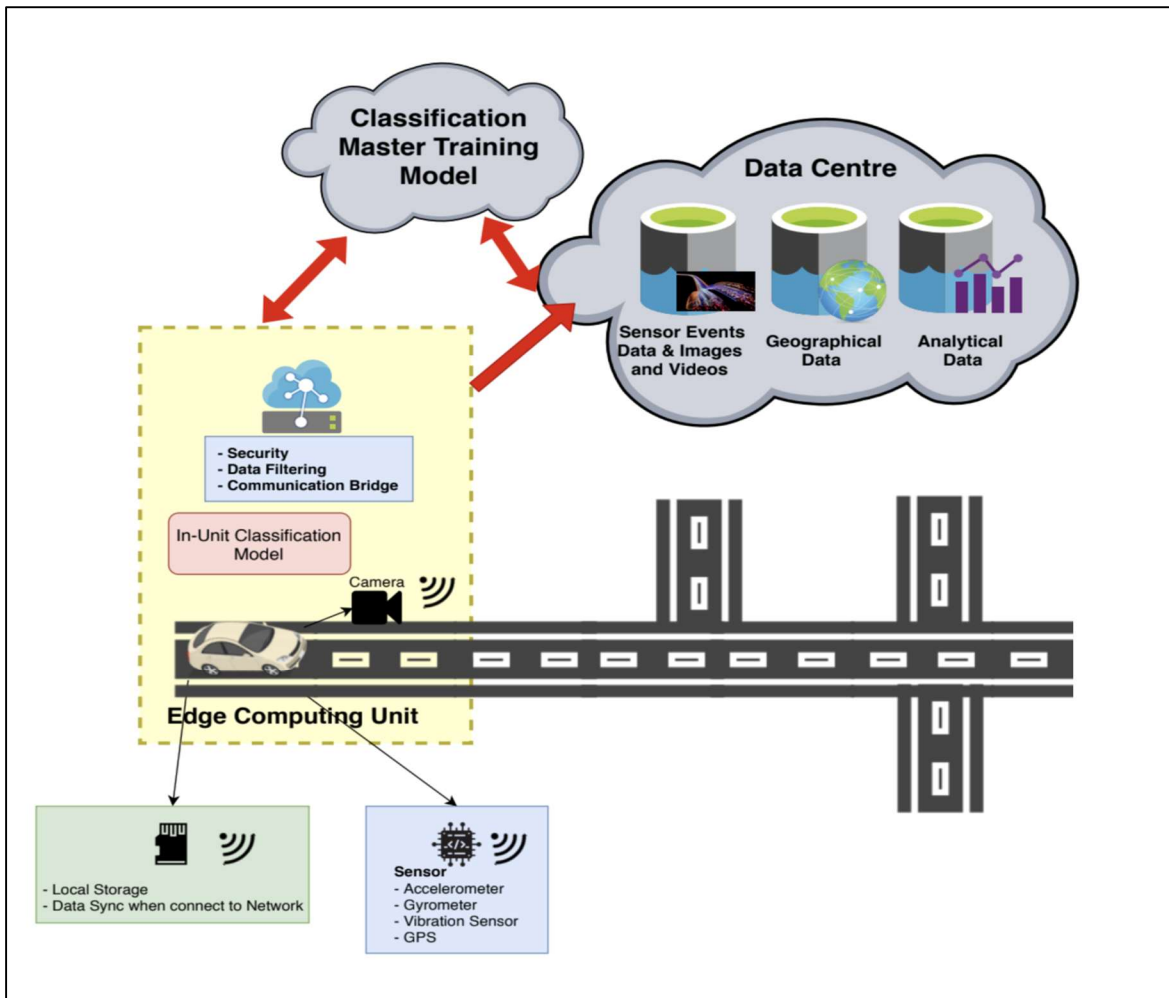 Classification
Master Training
Model
Data Centre
Sensor Events
Data & Images
and Videos
Geographical
Data
Analytical
Data
- Security
- Data Filtering
- Communication Bridge
In-Unit Classification
Model
Camera
Edge Computing Unit
- Local Storage
- Data Sync when connect to Network
</>
Sensor
- Accelerometer
- Gyrometer
- Vibration Sensor
- GPS